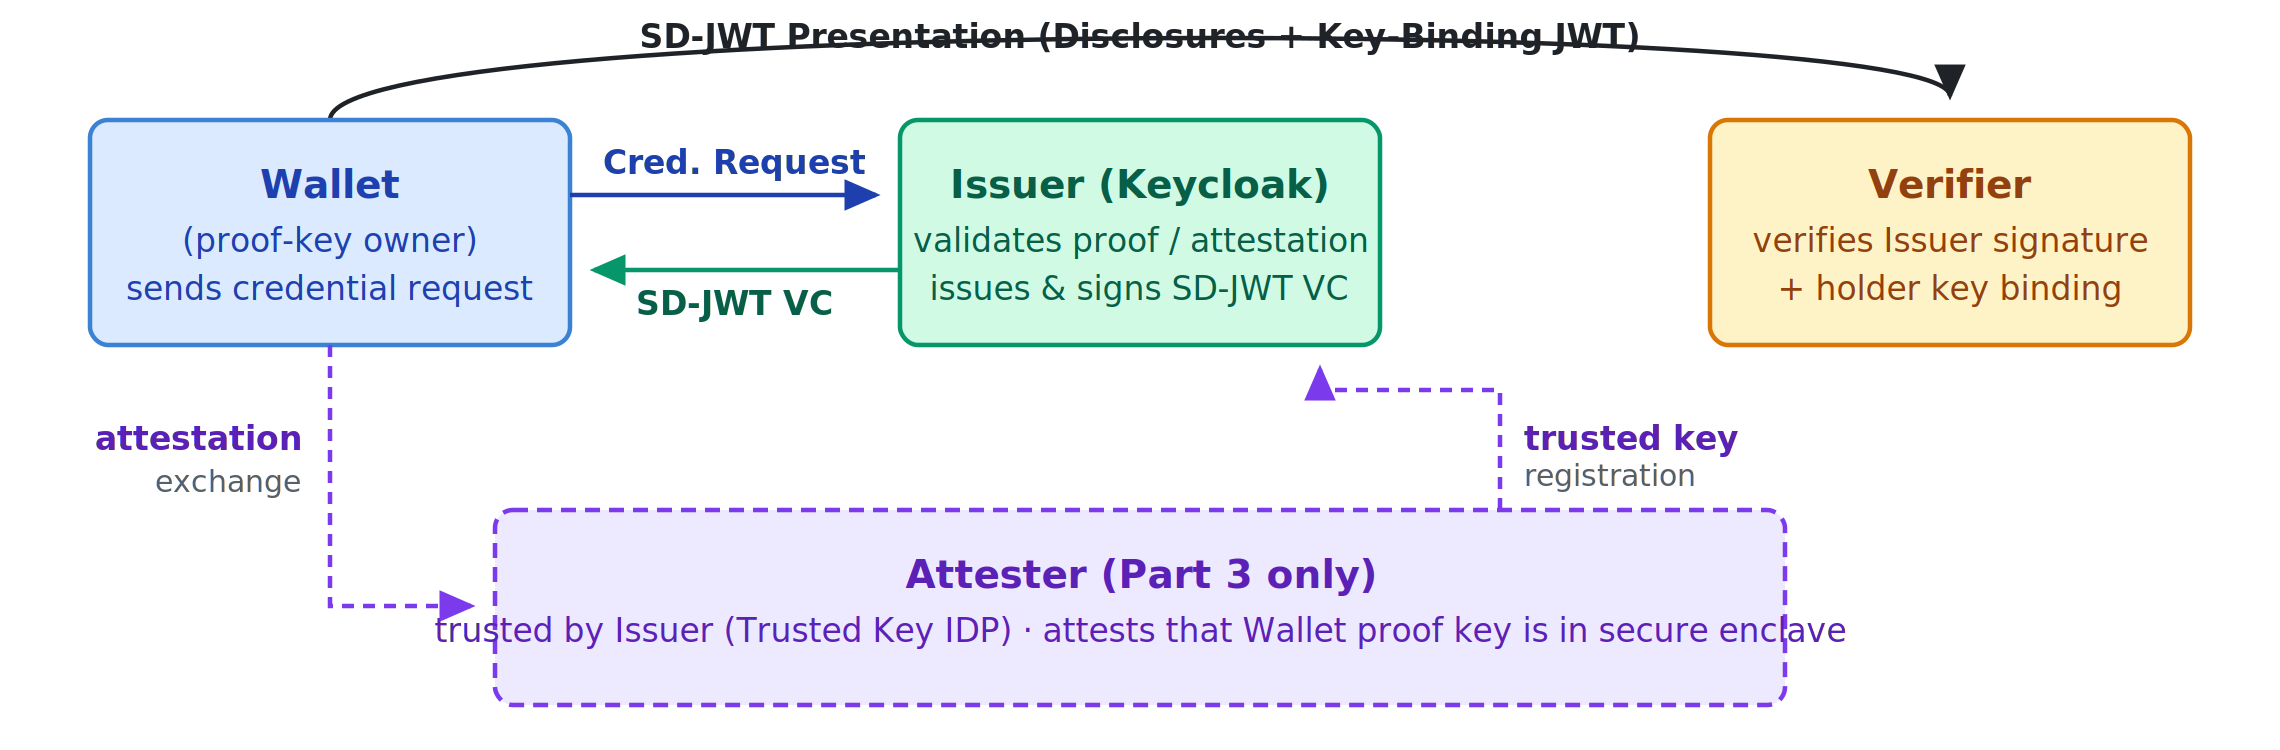 SD-JWT Presentation (Disclosures + Key-Binding JWT)
Wallet
(proof-key owner)
sends credential request
Cred. Request
SD-JWT VC
Issuer (Keycloak)
validates proof / attestation
issues & signs SD-JWT VC
Verifier
verifies Issuer signature
+ holder key binding
attestation
exchange
trusted key
registration
Attester (Part 3 only)
trusted by Issuer (Trusted Key IDP) · attests that Wallet proof key is in secure enclave